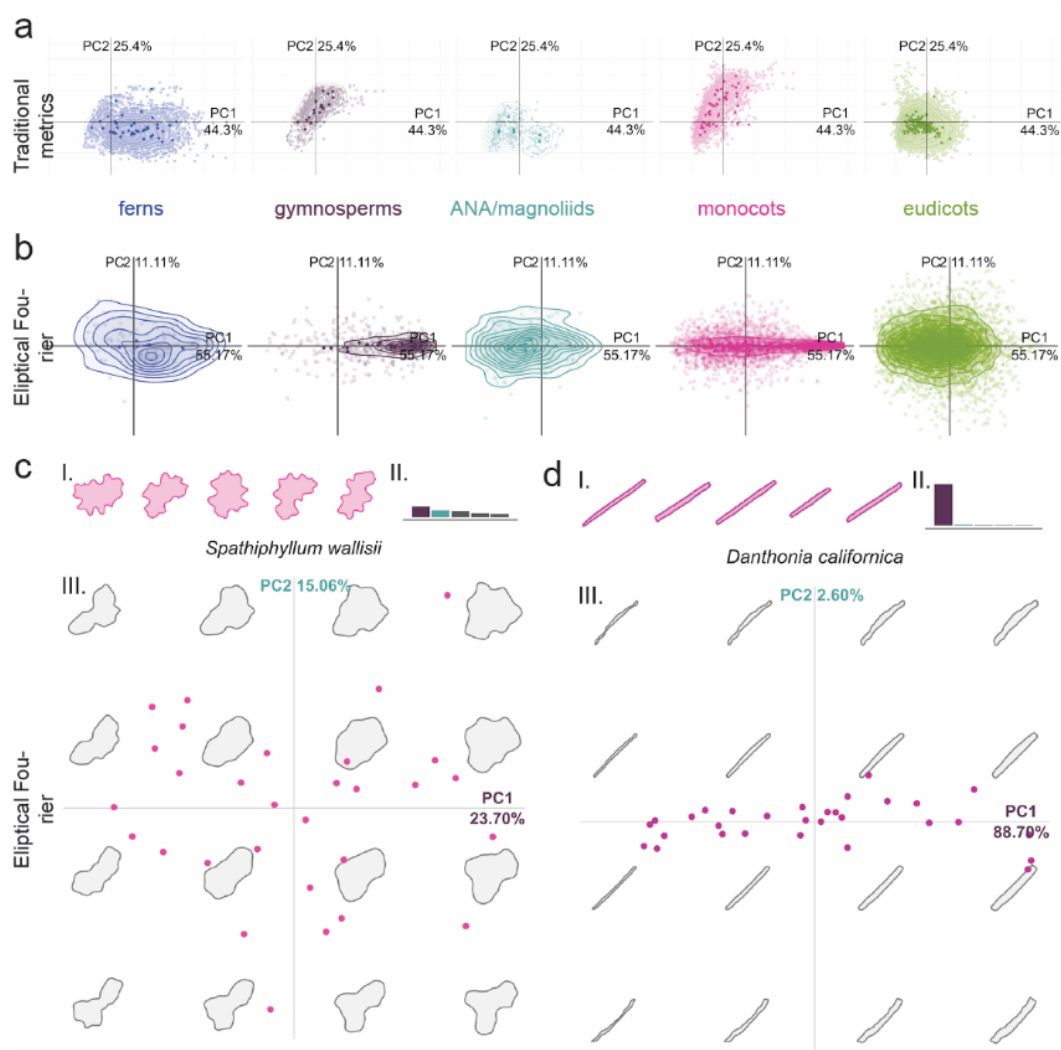 a
Traditional
metrics
PC2 25.4%
PC1
44.3%
PC2 25.4%
PC1
44.3%
PC2 25.4%
PC1
44.3%
PC2 25.4%
PC1
44.3%
PC2 25.4%
PC1
44.3%
ferns
gymnosperms
ANA/magnoliids
monocots
eudicots
b
Eliptical Fou-
rier
PC2 11.11%
PC1
55.17%
PC2 11.11%
PC1
55.17%
PC2 11.11%
PC1
55.17%
PC2 11.11%
PC1
55.17%
PC2 11.11%
PC1
55.17%
c
I.
II.
Spathiphyllum wallisii
III.
PC2 15.06%
PC1
23.70%
Eliptical Fou-
rier
d
I.
II.
Danthonia californica
III.
PC2 2.60%
PC1
88.70%